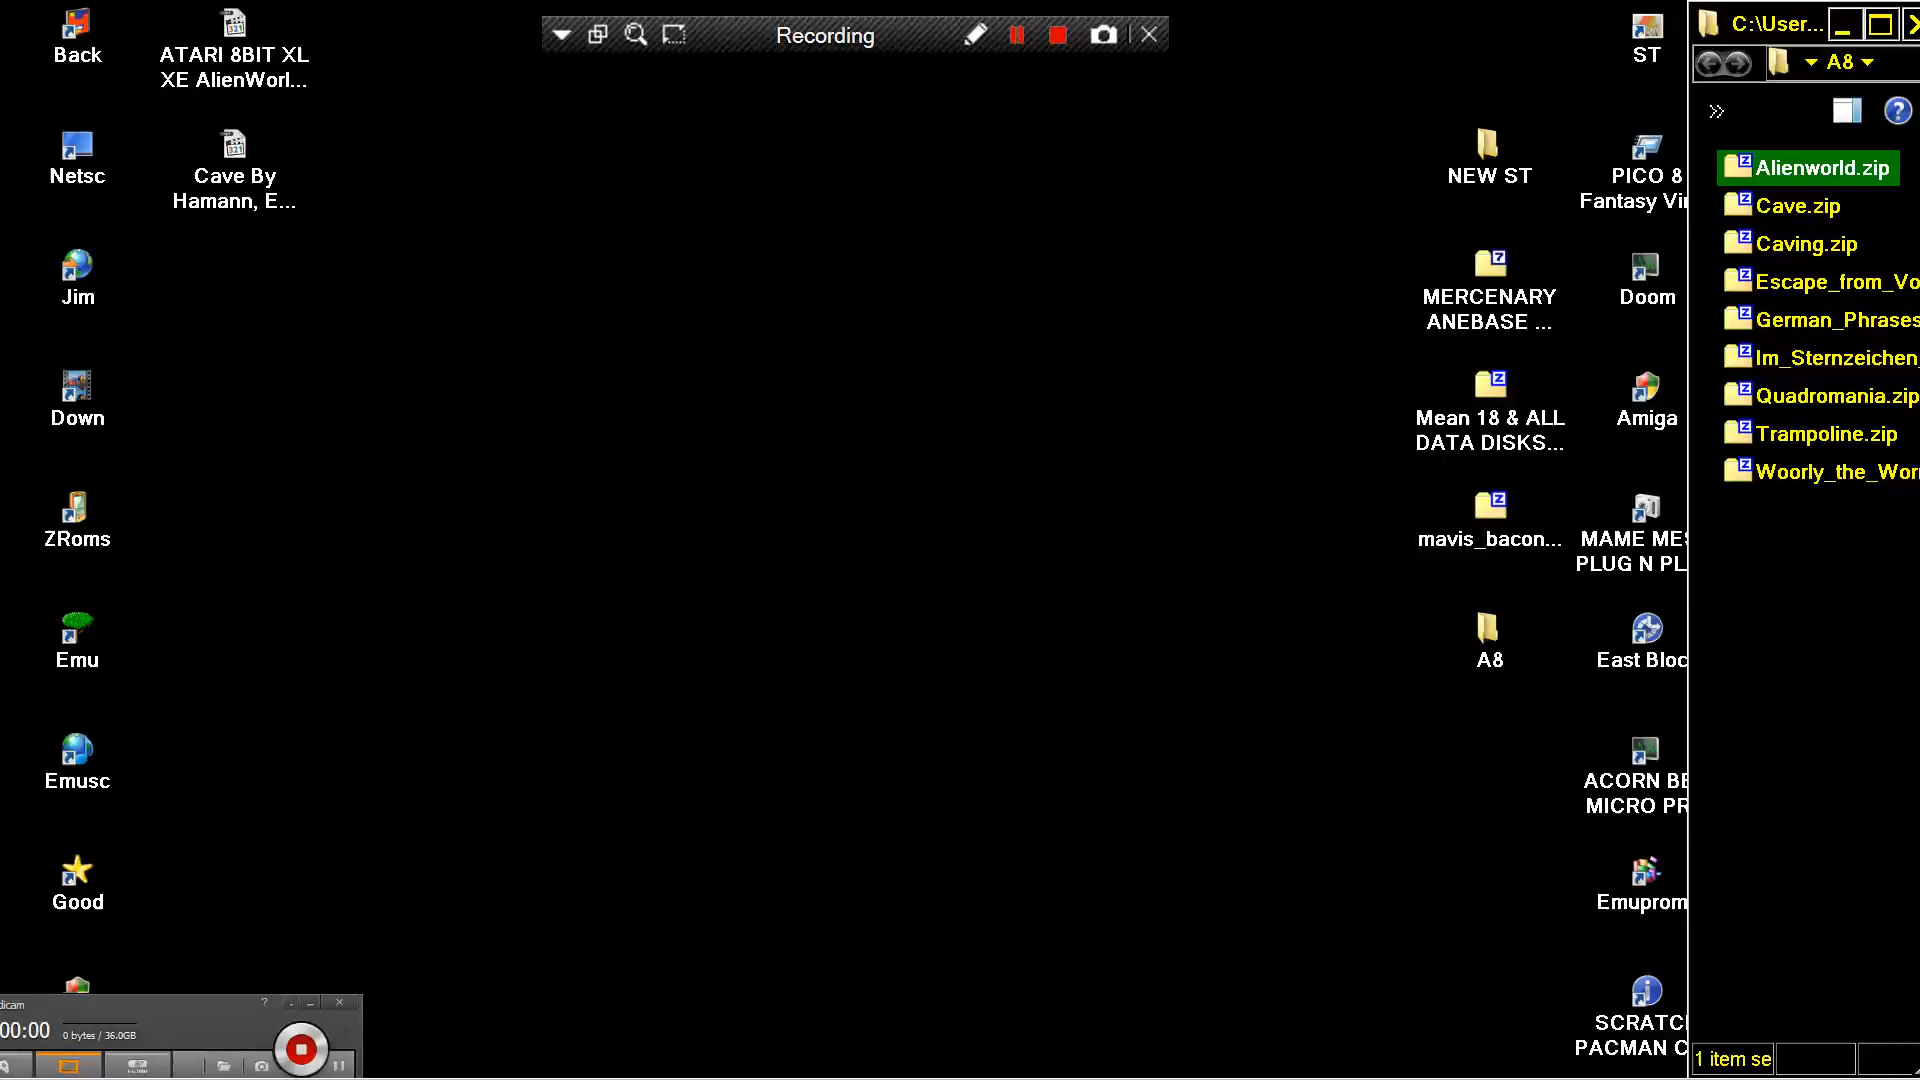 Back
ATARI 8BIT XL
XE AlienWorl...
Recording
ST
C:\User...
A8
Netsc
Cave By
Hamann, E...
NEW ST
PICO 8
Fantasy Vi
Jim
MERCENARY
ANEBASE ...
Doom
Down
Mean 18 & ALL
DATA DISKS...
Amiga
ZRoms
mavis_bacon...
MAME MES
PLUG N PL
Emu
A8
East Bloc
Emusc
ACORN BE
MICRO PR
Good
Emuprom
SCRATC
PACMAN C
Alienworld.zip
Cave.zip
Caving.zip
Escape_from_Vo
German_Phrases
Im_Sternzeichen_
Quadromania.zip
Trampoline.zip
Woorly_the_Wor
1 item se
dicam
00:00
0 bytes / 36.0GB